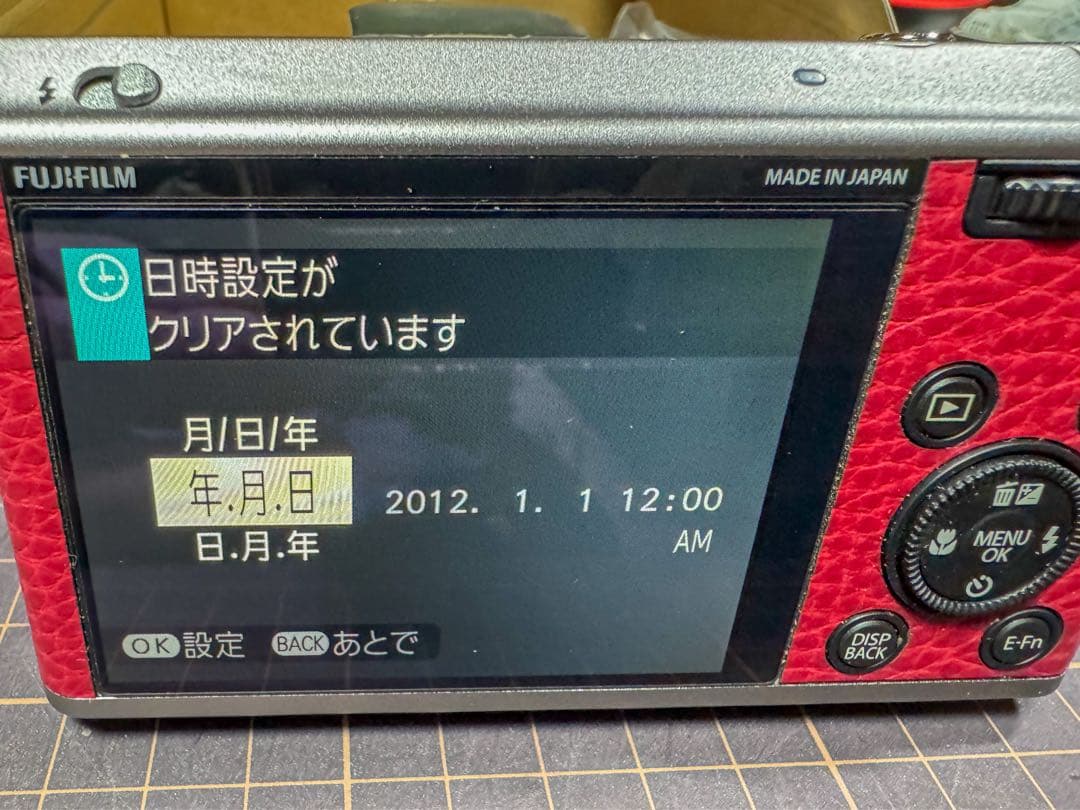 FUJIFILM
MADE IN JAPAN
日時設定が
クリアされています
月/日/年
年.月.日 2012. 1. 1 12:00
日.月.年 AM
OK 設定 BACK あとで
MENU
OK
DISP
BACK
E-Fn